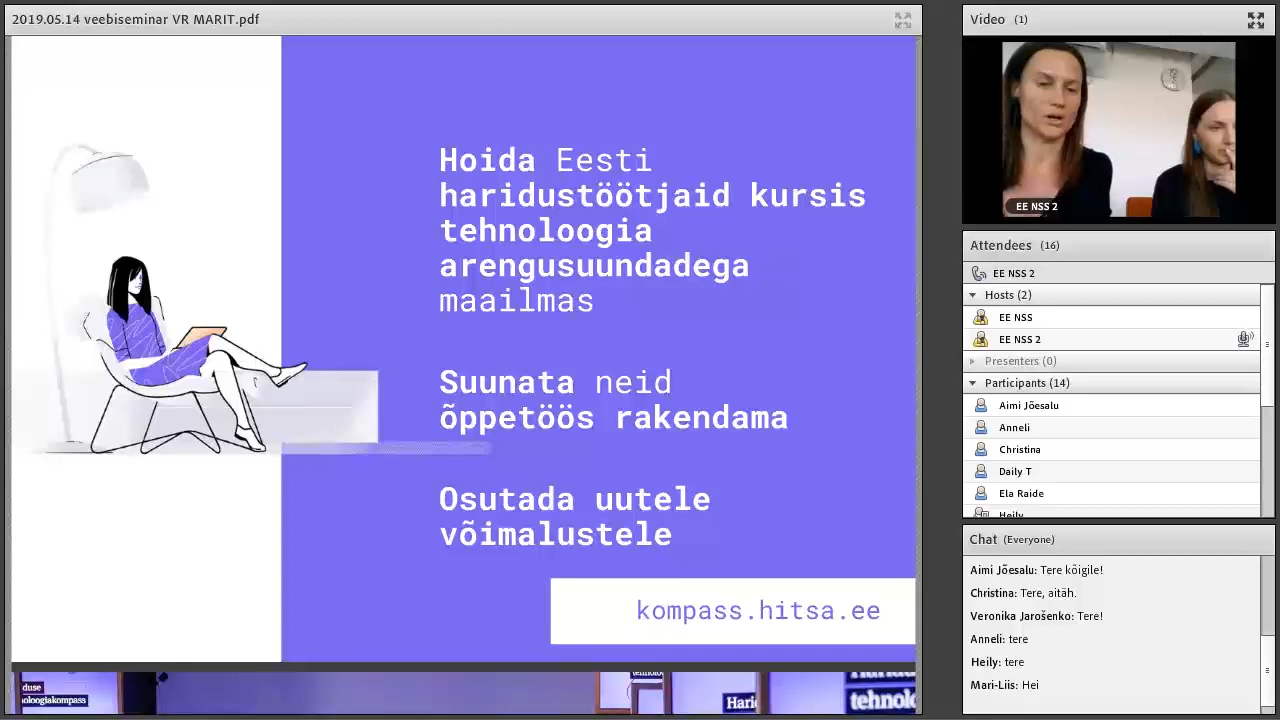 2019.05.14 veebiseminar VR MARIT.pdf
Hoida Eesti
haridustöötjaid kursis
tehnoloogia
arengusuundadega
maailmas
Suunata neid
õppetöös rakendama
Osutada uutele
võimalustele
kompass.hitsa.ee
Video (1)
EE NSS 2
Attendees (16)
EE NSS 2
Hosts (2)
EE NSS
EE NSS 2
Presenters (0)
Participants (14)
Aimi Jõesalu
Anneli
Christina
Daily T
Ela Raide
Heily
Chat (Everyone)
Aimi Jõesalu: Tere kõigile!
Christina: Tere, aitäh.
Veronika Jarošenko: Tere!
Anneli: tere
Heily: tere
Mari-Liis: Hei